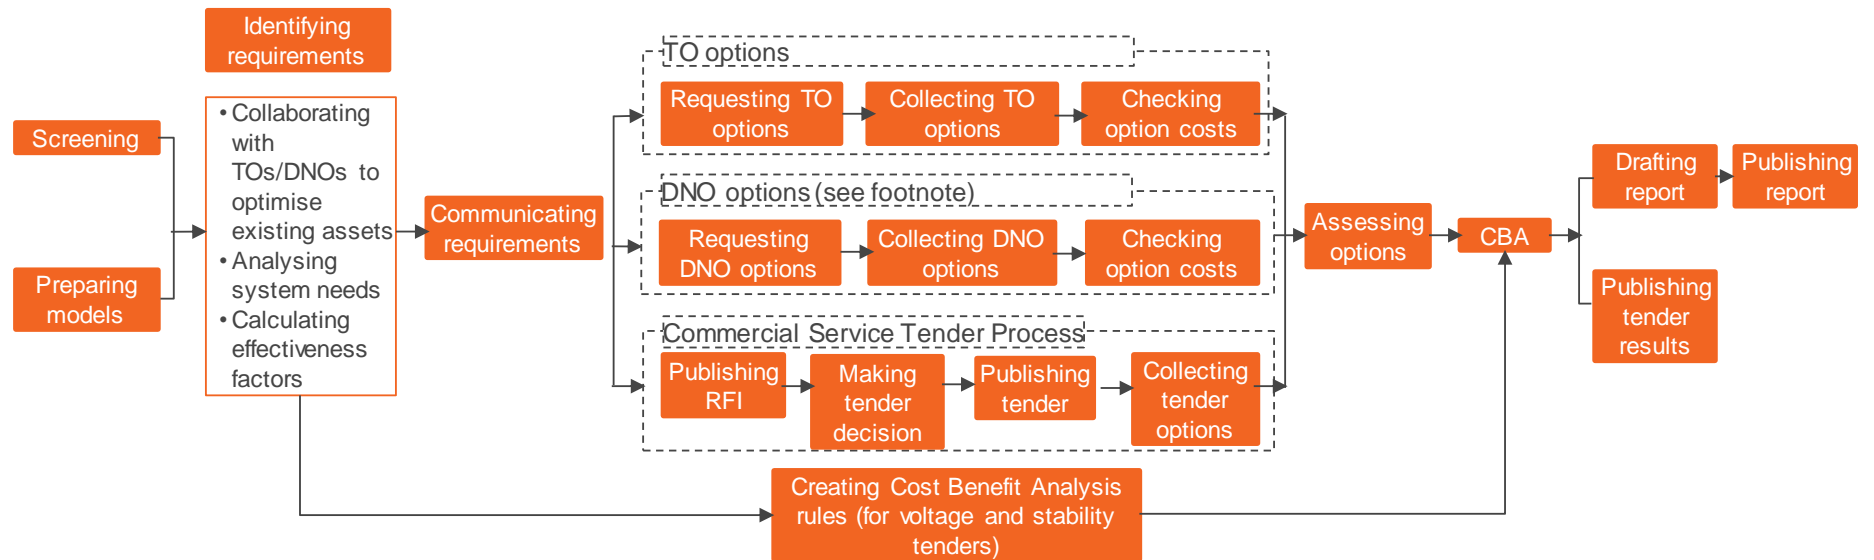 Identifying
requirements
Screening
Preparing
models
• Collaborating
with
TOs/DNOs to
optimise
existing assets
• Analysing
system needs
• Calculating
effectiveness
factors
Communicating
requirements
TO options
Requesting TO
options
Collecting TO
options
Checking
option costs
DNO options (see footnote)
Requesting
DNO options
Collecting DNO
options
Checking
option costs
Commercial Service Tender Process
Publishing
RFI
Making
tender
decision
Publishing
tender
Collecting
tender
options
Creating Cost Benefit Analysis
rules (for voltage and stability
tenders)
Assessing
options
CBA
Drafting
report
Publishing
report
Publishing
tender
results